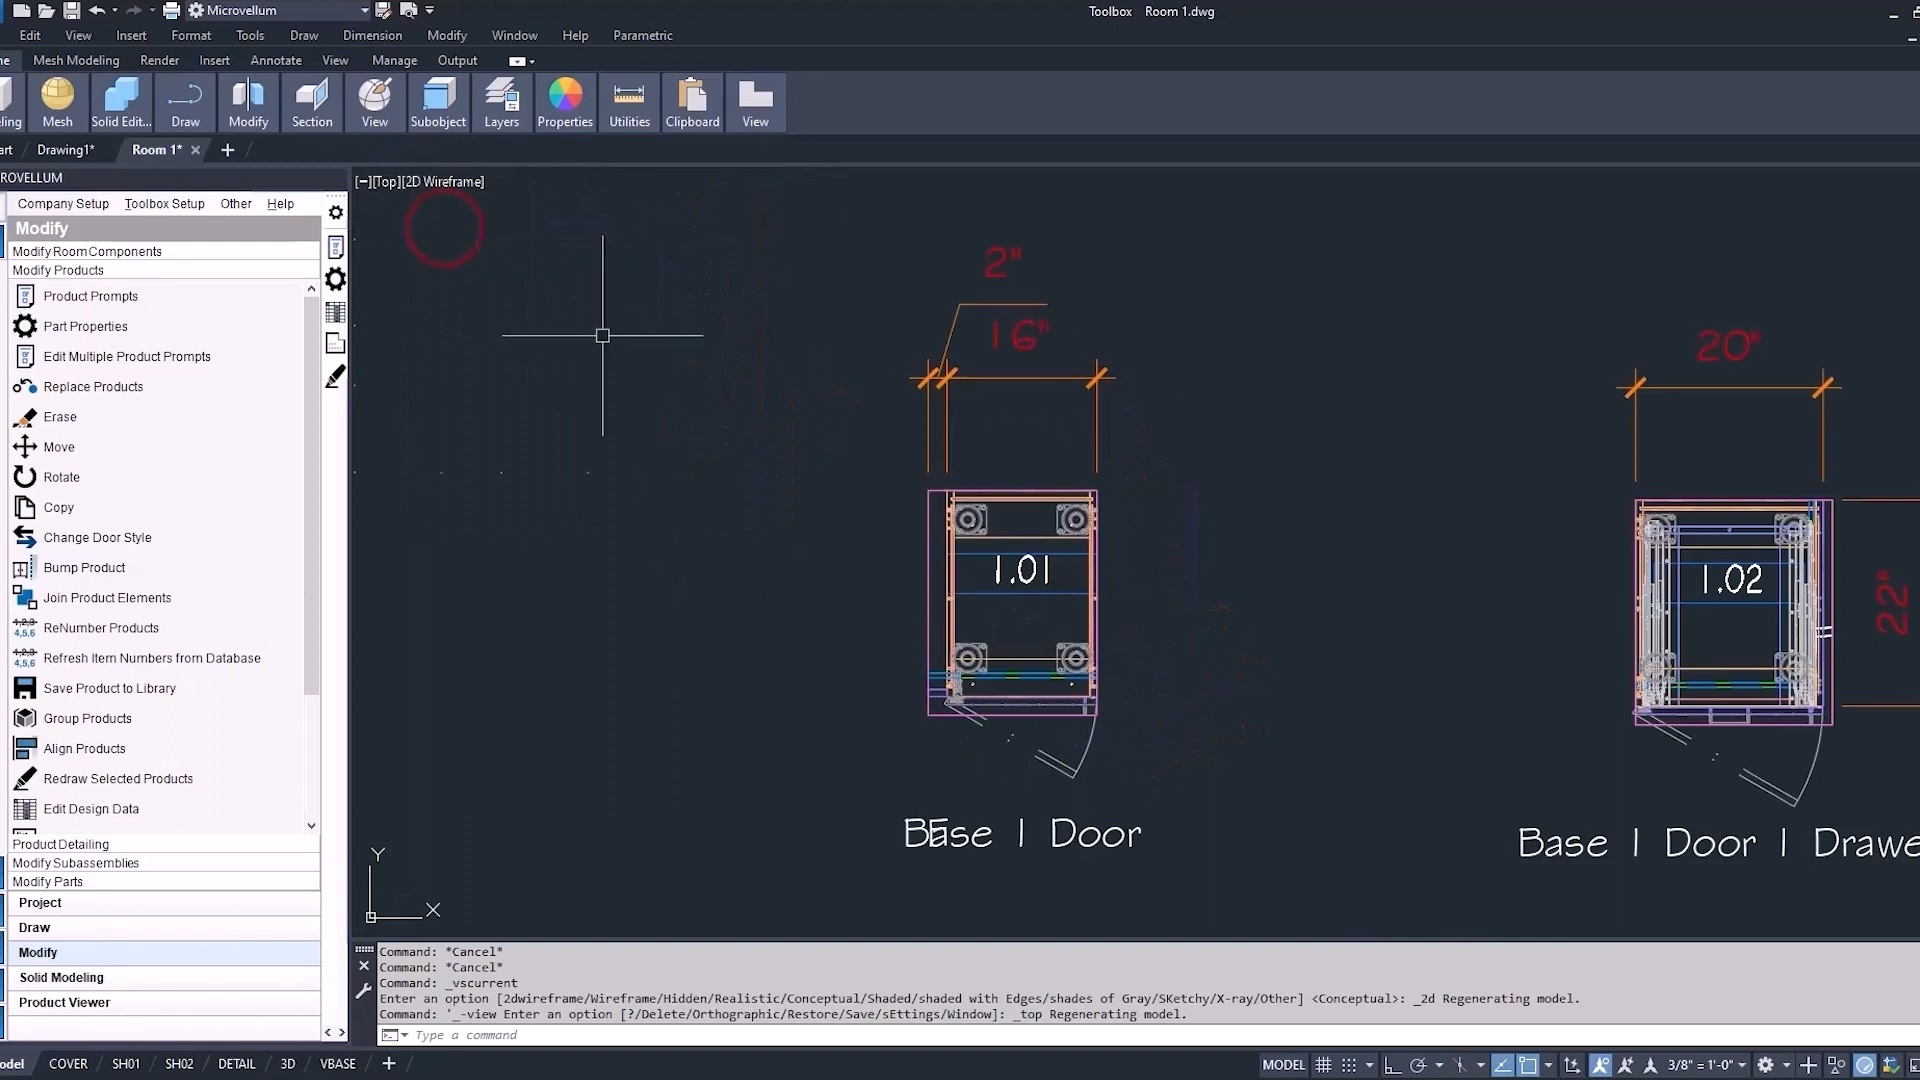 Microvellum
Toolbox Room 1.dwg
Edit View Insert Format Tools Draw Dimension Modify Window Help Parametric
Mesh Modeling Render Insert Annotate View Manage Output
Mesh Solid Edit... Draw Modify Section View Subobject Layers Properties Utilities Clipboard View
Drawing1* Room 1*
ROVELLUM
[−][Top][2D Wireframe]
Company Setup Toolbox Setup Other Help
Modify
Modify Room Components
Modify Products
Product Prompts
Part Properties
Edit Multiple Product Prompts
Replace Products
Erase
Move
Rotate
Copy
Change Door Style
Bump Product
Join Product Elements
ReNumber Products
Refresh Item Numbers from Database
Save Product to Library
Group Products
Align Products
Redraw Selected Products
Edit Design Data
Product Detailing
Modify Subassemblies
Modify Parts
Project
Draw
Modify
Solid Modeling
Product Viewer
2"
16"
20"
1.01
1.02
22"
Base | Door
Base | Door | Drawe
Y
X
Command: *Cancel*
Command: *Cancel*
Command: _vscurrent
Enter an option [2dwireframe/Wireframe/Hidden/Realistic/Conceptual/Shaded/shaded with Edges/shades of Gray/SKetchy/X-ray/Other] <Conceptual>: _2d Regenerating model.
Command: '_-view Enter an option [?/Delete/Orthographic/Restore/Save/sEttings/Window]: _top Regenerating model.
Type a command
odel COVER SH01 SH02 DETAIL 3D VBASE
MODEL 3/8" = 1'-0"